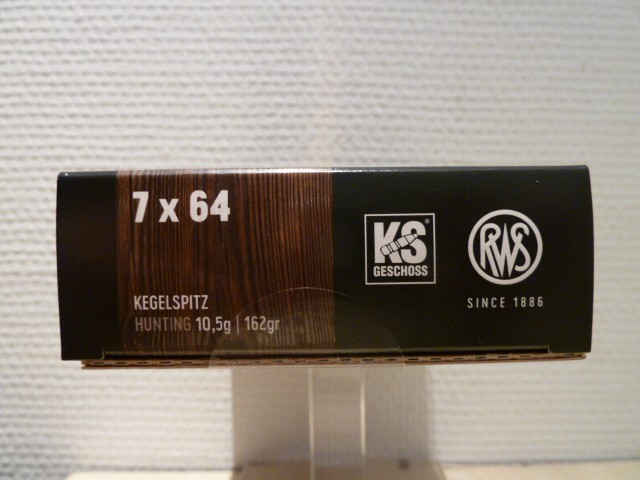 7 x 64
KEGELSPITZ
HUNTING 10,5g | 162gr
KS®
GESCHOSS
RWS
SINCE 1886